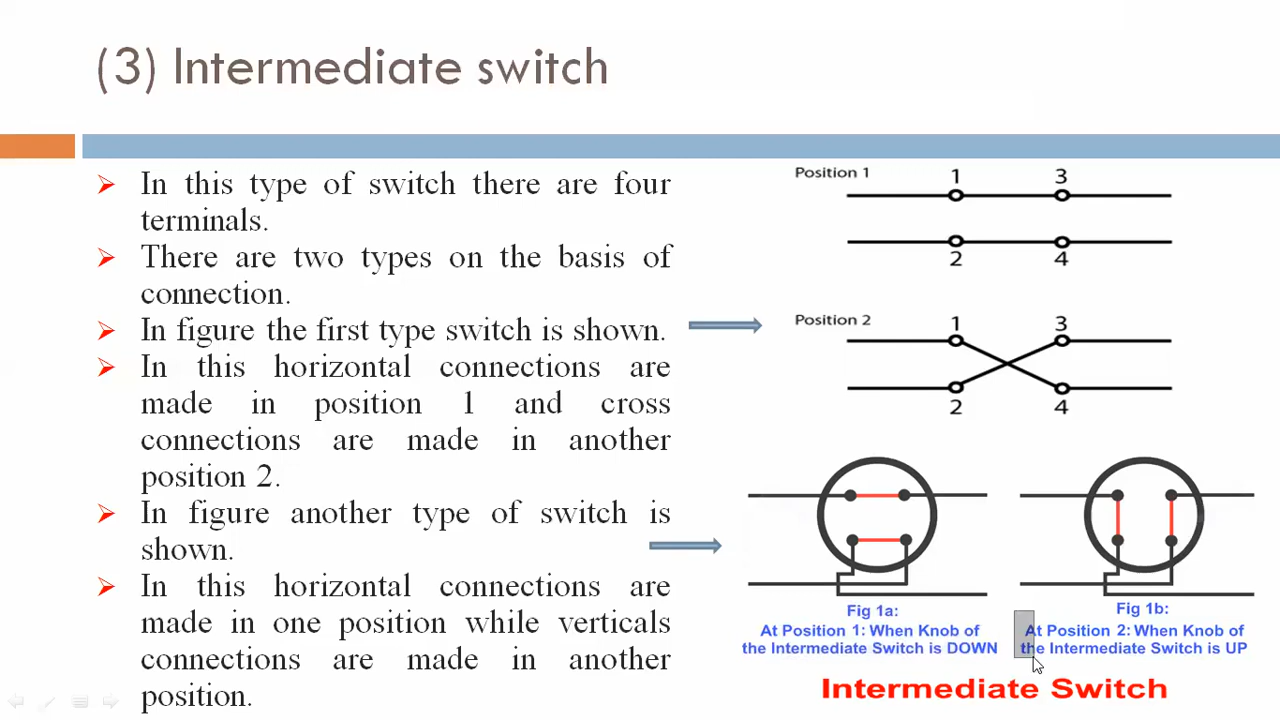 (3) Intermediate switch
In this type of switch there are four
terminals.
There are two types on the basis of
connection.
In figure the first type switch is shown.
In this horizontal connections are
made in position 1 and cross
connections are made in another
position 2.
In figure another type of switch is
shown.
In this horizontal connections are
made in one position while verticals
connections are made in another
position.
Position 1
1 3
2 4
Position 2
1 3
2 4
Fig 1a:
At Position 1: When Knob of
the Intermediate Switch is DOWN
Fig 1b:
At Position 2: When Knob of
the Intermediate Switch is UP
Intermediate Switch